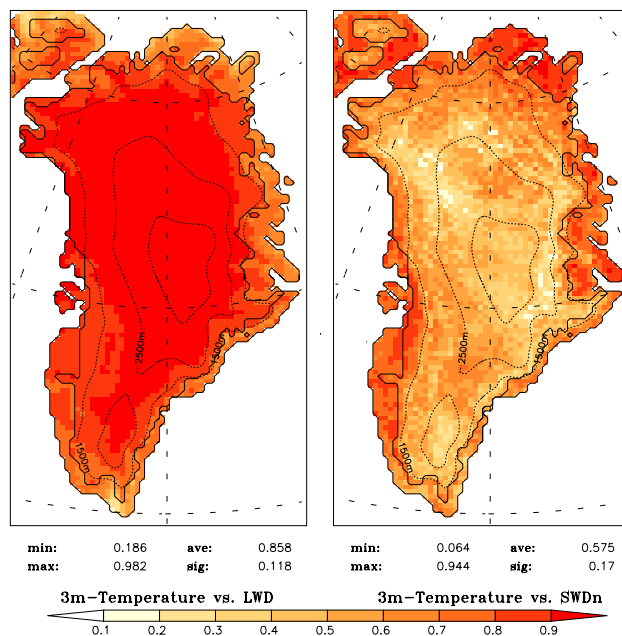 2500m
1500m
1500m
2500m
1500m
1500m
min: 0.186 ave: 0.858
max: 0.982 sig: 0.118
min: 0.064 ave: 0.575
max: 0.944 sig: 0.17
3m-Temperature vs. LWD
3m-Temperature vs. SWDn
0.1 0.2 0.3 0.4 0.5 0.6 0.7 0.8 0.9